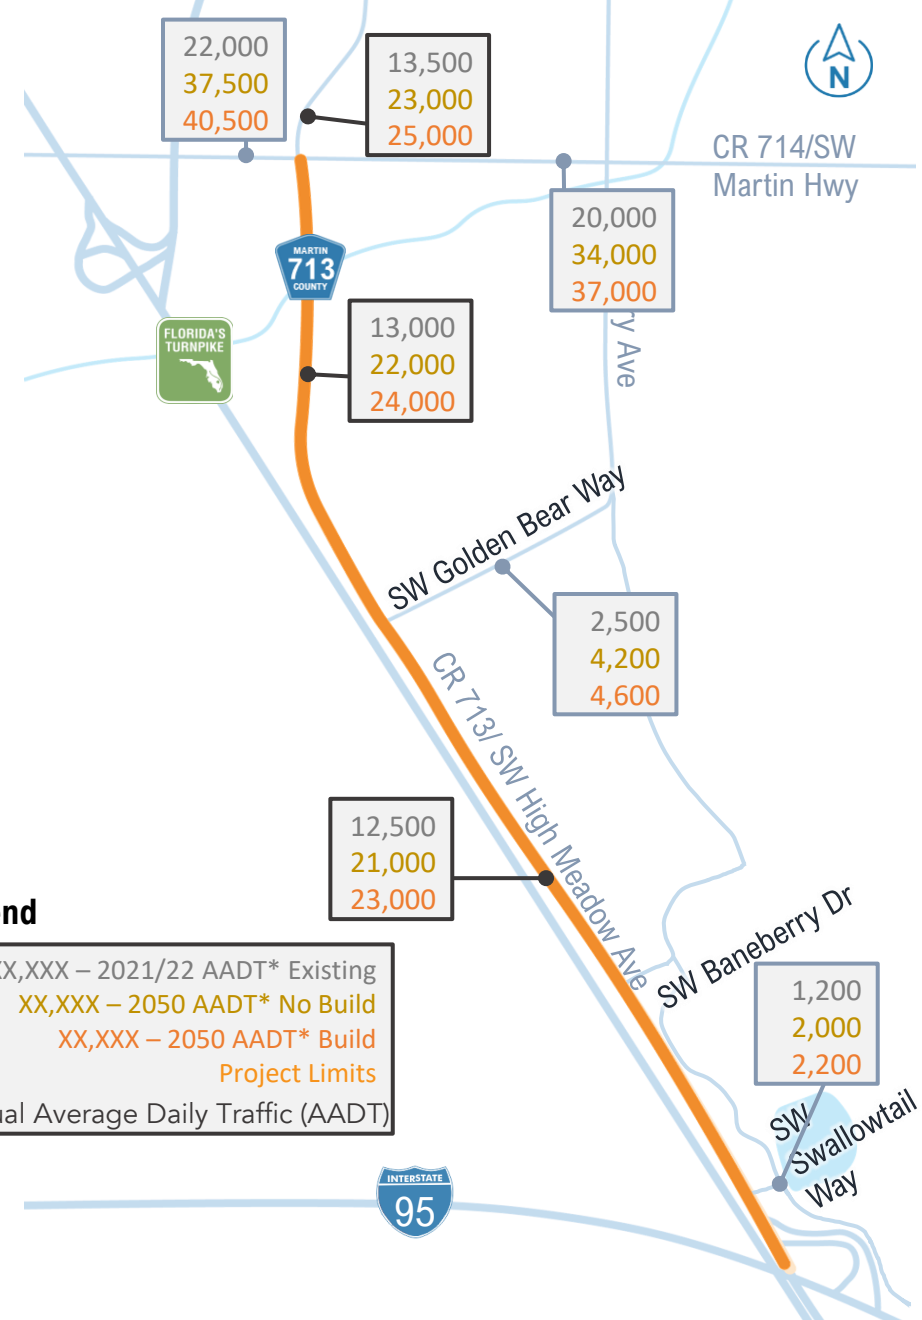 22,000
37,500
40,500
13,500
23,000
25,000
N
CR 714/SW
Martin Hwy
20,000
34,000
37,000
MARTIN
713
COUNTY
Ave
FLORIDA'S
TURNPIKE
13,000
22,000
24,000
SW Golden Bear Way
2,500
4,200
4,600
CR 713/ SW High Meadow Ave
12,500
21,000
23,000
SW Baneberry Dr
XX,XXX – 2021/22 AADT* Existing
XX,XXX – 2050 AADT* No Build
XX,XXX – 2050 AADT* Build
Project Limits
Average Daily Traffic (AADT)
1,200
2,000
2,200
SW
Swallowtail
Way
INTERSTATE
95